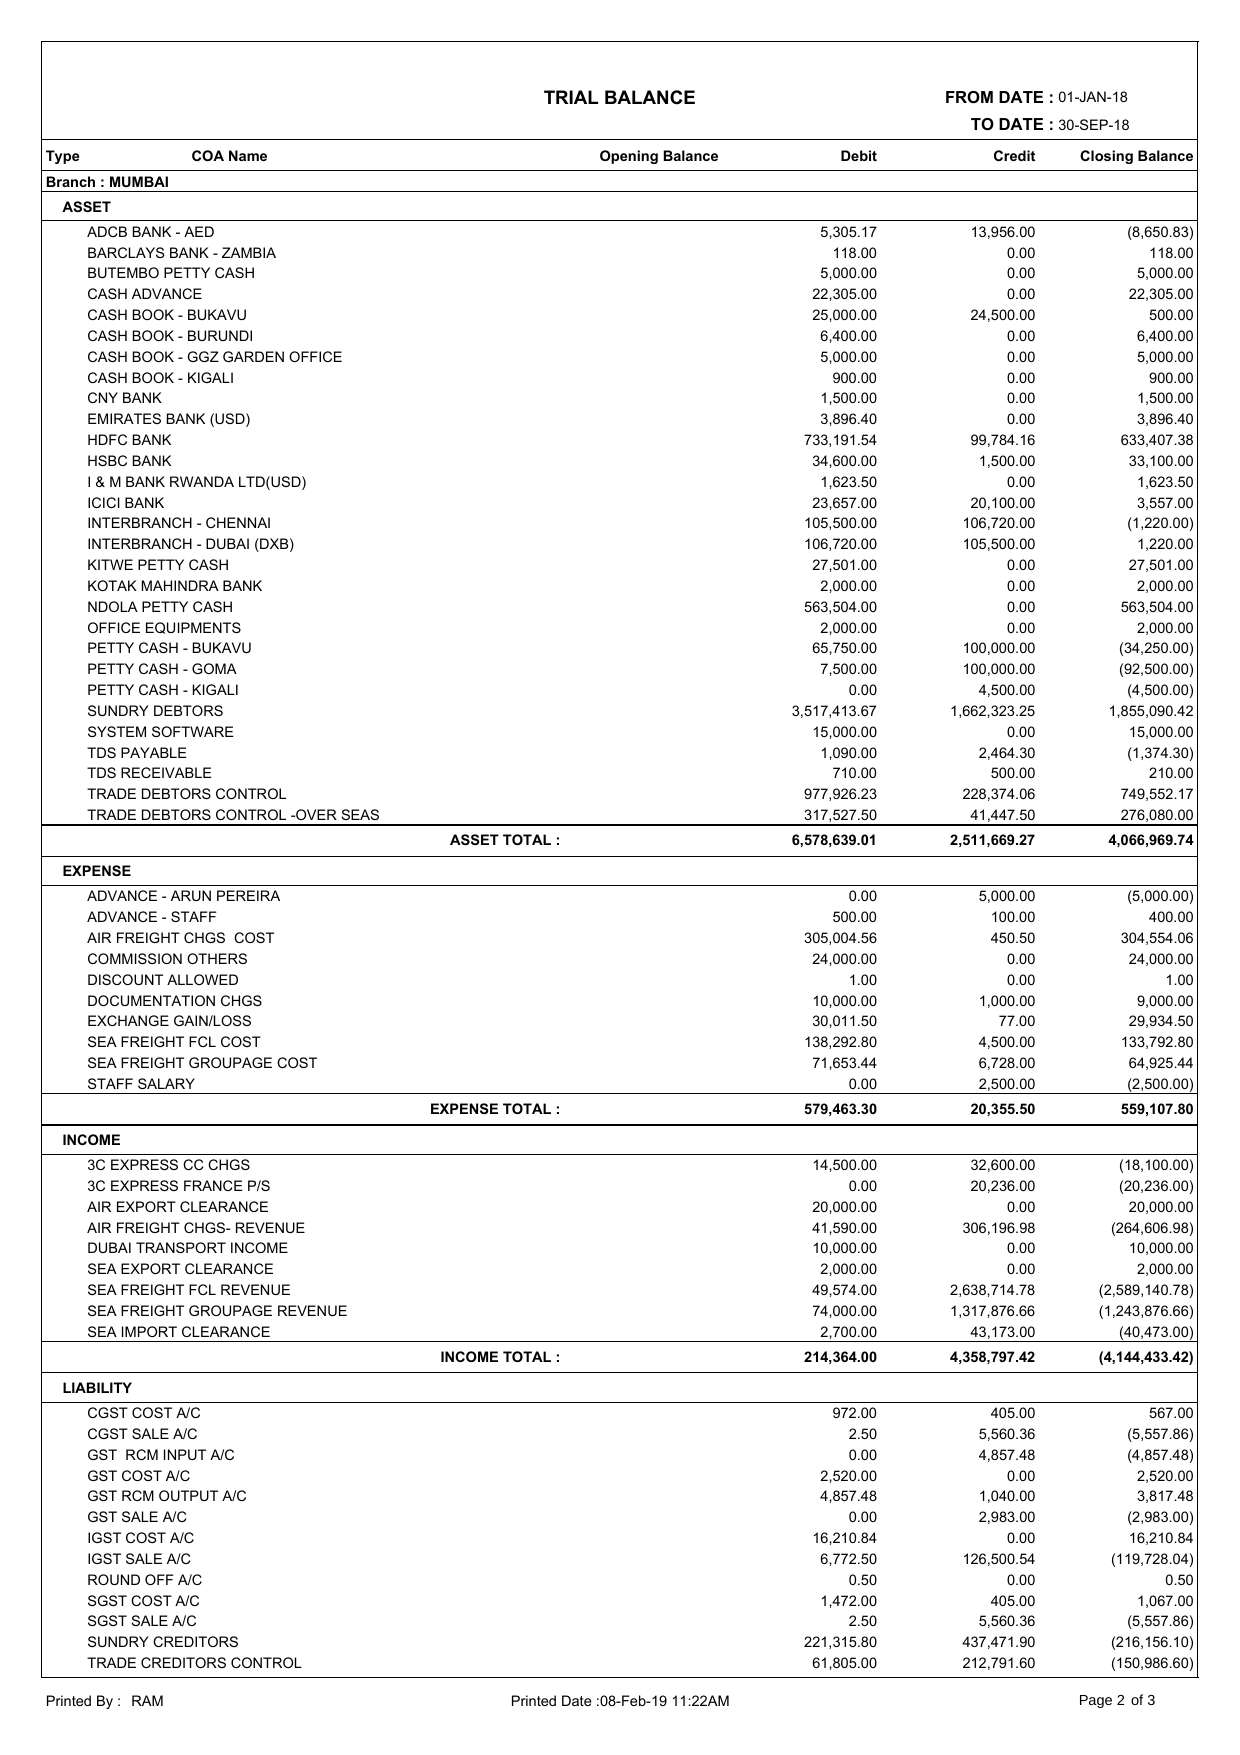 TRIAL BALANCE
FROM DATE : 01-JAN-18
TO DATE : 30-SEP-18
Type COA Name Opening Balance Debit Credit Closing Balance
Branch : MUMBAI
ASSET
ADCB BANK - AED 5,305.17 13,956.00 (8,650.83)
BARCLAYS BANK - ZAMBIA 118.00 0.00 118.00
BUTEMBO PETTY CASH 5,000.00 0.00 5,000.00
CASH ADVANCE 22,305.00 0.00 22,305.00
CASH BOOK - BUKAVU 25,000.00 24,500.00 500.00
CASH BOOK - BURUNDI 6,400.00 0.00 6,400.00
CASH BOOK - GGZ GARDEN OFFICE 5,000.00 0.00 5,000.00
CASH BOOK - KIGALI 900.00 0.00 900.00
CNY BANK 1,500.00 0.00 1,500.00
EMIRATES BANK (USD) 3,896.40 0.00 3,896.40
HDFC BANK 733,191.54 99,784.16 633,407.38
HSBC BANK 34,600.00 1,500.00 33,100.00
I & M BANK RWANDA LTD(USD) 1,623.50 0.00 1,623.50
ICICI BANK 23,657.00 20,100.00 3,557.00
INTERBRANCH - CHENNAI 105,500.00 106,720.00 (1,220.00)
INTERBRANCH - DUBAI (DXB) 106,720.00 105,500.00 1,220.00
KITWE PETTY CASH 27,501.00 0.00 27,501.00
KOTAK MAHINDRA BANK 2,000.00 0.00 2,000.00
NDOLA PETTY CASH 563,504.00 0.00 563,504.00
OFFICE EQUIPMENTS 2,000.00 0.00 2,000.00
PETTY CASH - BUKAVU 65,750.00 100,000.00 (34,250.00)
PETTY CASH - GOMA 7,500.00 100,000.00 (92,500.00)
PETTY CASH - KIGALI 0.00 4,500.00 (4,500.00)
SUNDRY DEBTORS 3,517,413.67 1,662,323.25 1,855,090.42
SYSTEM SOFTWARE 15,000.00 0.00 15,000.00
TDS PAYABLE 1,090.00 2,464.30 (1,374.30)
TDS RECEIVABLE 710.00 500.00 210.00
TRADE DEBTORS CONTROL 977,926.23 228,374.06 749,552.17
TRADE DEBTORS CONTROL -OVER SEAS 317,527.50 41,447.50 276,080.00
ASSET TOTAL : 6,578,639.01 2,511,669.27 4,066,969.74
EXPENSE
ADVANCE - ARUN PEREIRA 0.00 5,000.00 (5,000.00)
ADVANCE - STAFF 500.00 100.00 400.00
AIR FREIGHT CHGS  COST 305,004.56 450.50 304,554.06
COMMISSION OTHERS 24,000.00 0.00 24,000.00
DISCOUNT ALLOWED 1.00 0.00 1.00
DOCUMENTATION CHGS 10,000.00 1,000.00 9,000.00
EXCHANGE GAIN/LOSS 30,011.50 77.00 29,934.50
SEA FREIGHT FCL COST 138,292.80 4,500.00 133,792.80
SEA FREIGHT GROUPAGE COST 71,653.44 6,728.00 64,925.44
STAFF SALARY 0.00 2,500.00 (2,500.00)
EXPENSE TOTAL : 579,463.30 20,355.50 559,107.80
INCOME
3C EXPRESS CC CHGS 14,500.00 32,600.00 (18,100.00)
3C EXPRESS FRANCE P/S 0.00 20,236.00 (20,236.00)
AIR EXPORT CLEARANCE 20,000.00 0.00 20,000.00
AIR FREIGHT CHGS- REVENUE 41,590.00 306,196.98 (264,606.98)
DUBAI TRANSPORT INCOME 10,000.00 0.00 10,000.00
SEA EXPORT CLEARANCE 2,000.00 0.00 2,000.00
SEA FREIGHT FCL REVENUE 49,574.00 2,638,714.78 (2,589,140.78)
SEA FREIGHT GROUPAGE REVENUE 74,000.00 1,317,876.66 (1,243,876.66)
SEA IMPORT CLEARANCE 2,700.00 43,173.00 (40,473.00)
INCOME TOTAL : 214,364.00 4,358,797.42 (4,144,433.42)
LIABILITY
CGST COST A/C 972.00 405.00 567.00
CGST SALE A/C 2.50 5,560.36 (5,557.86)
GST  RCM INPUT A/C 0.00 4,857.48 (4,857.48)
GST COST A/C 2,520.00 0.00 2,520.00
GST RCM OUTPUT A/C 4,857.48 1,040.00 3,817.48
GST SALE A/C 0.00 2,983.00 (2,983.00)
IGST COST A/C 16,210.84 0.00 16,210.84
IGST SALE A/C 6,772.50 126,500.54 (119,728.04)
ROUND OFF A/C 0.50 0.00 0.50
SGST COST A/C 1,472.00 405.00 1,067.00
SGST SALE A/C 2.50 5,560.36 (5,557.86)
SUNDRY CREDITORS 221,315.80 437,471.90 (216,156.10)
TRADE CREDITORS CONTROL 61,805.00 212,791.60 (150,986.60)
Printed By : RAM Printed Date :08-Feb-19 11:22AM Page 2 of 3